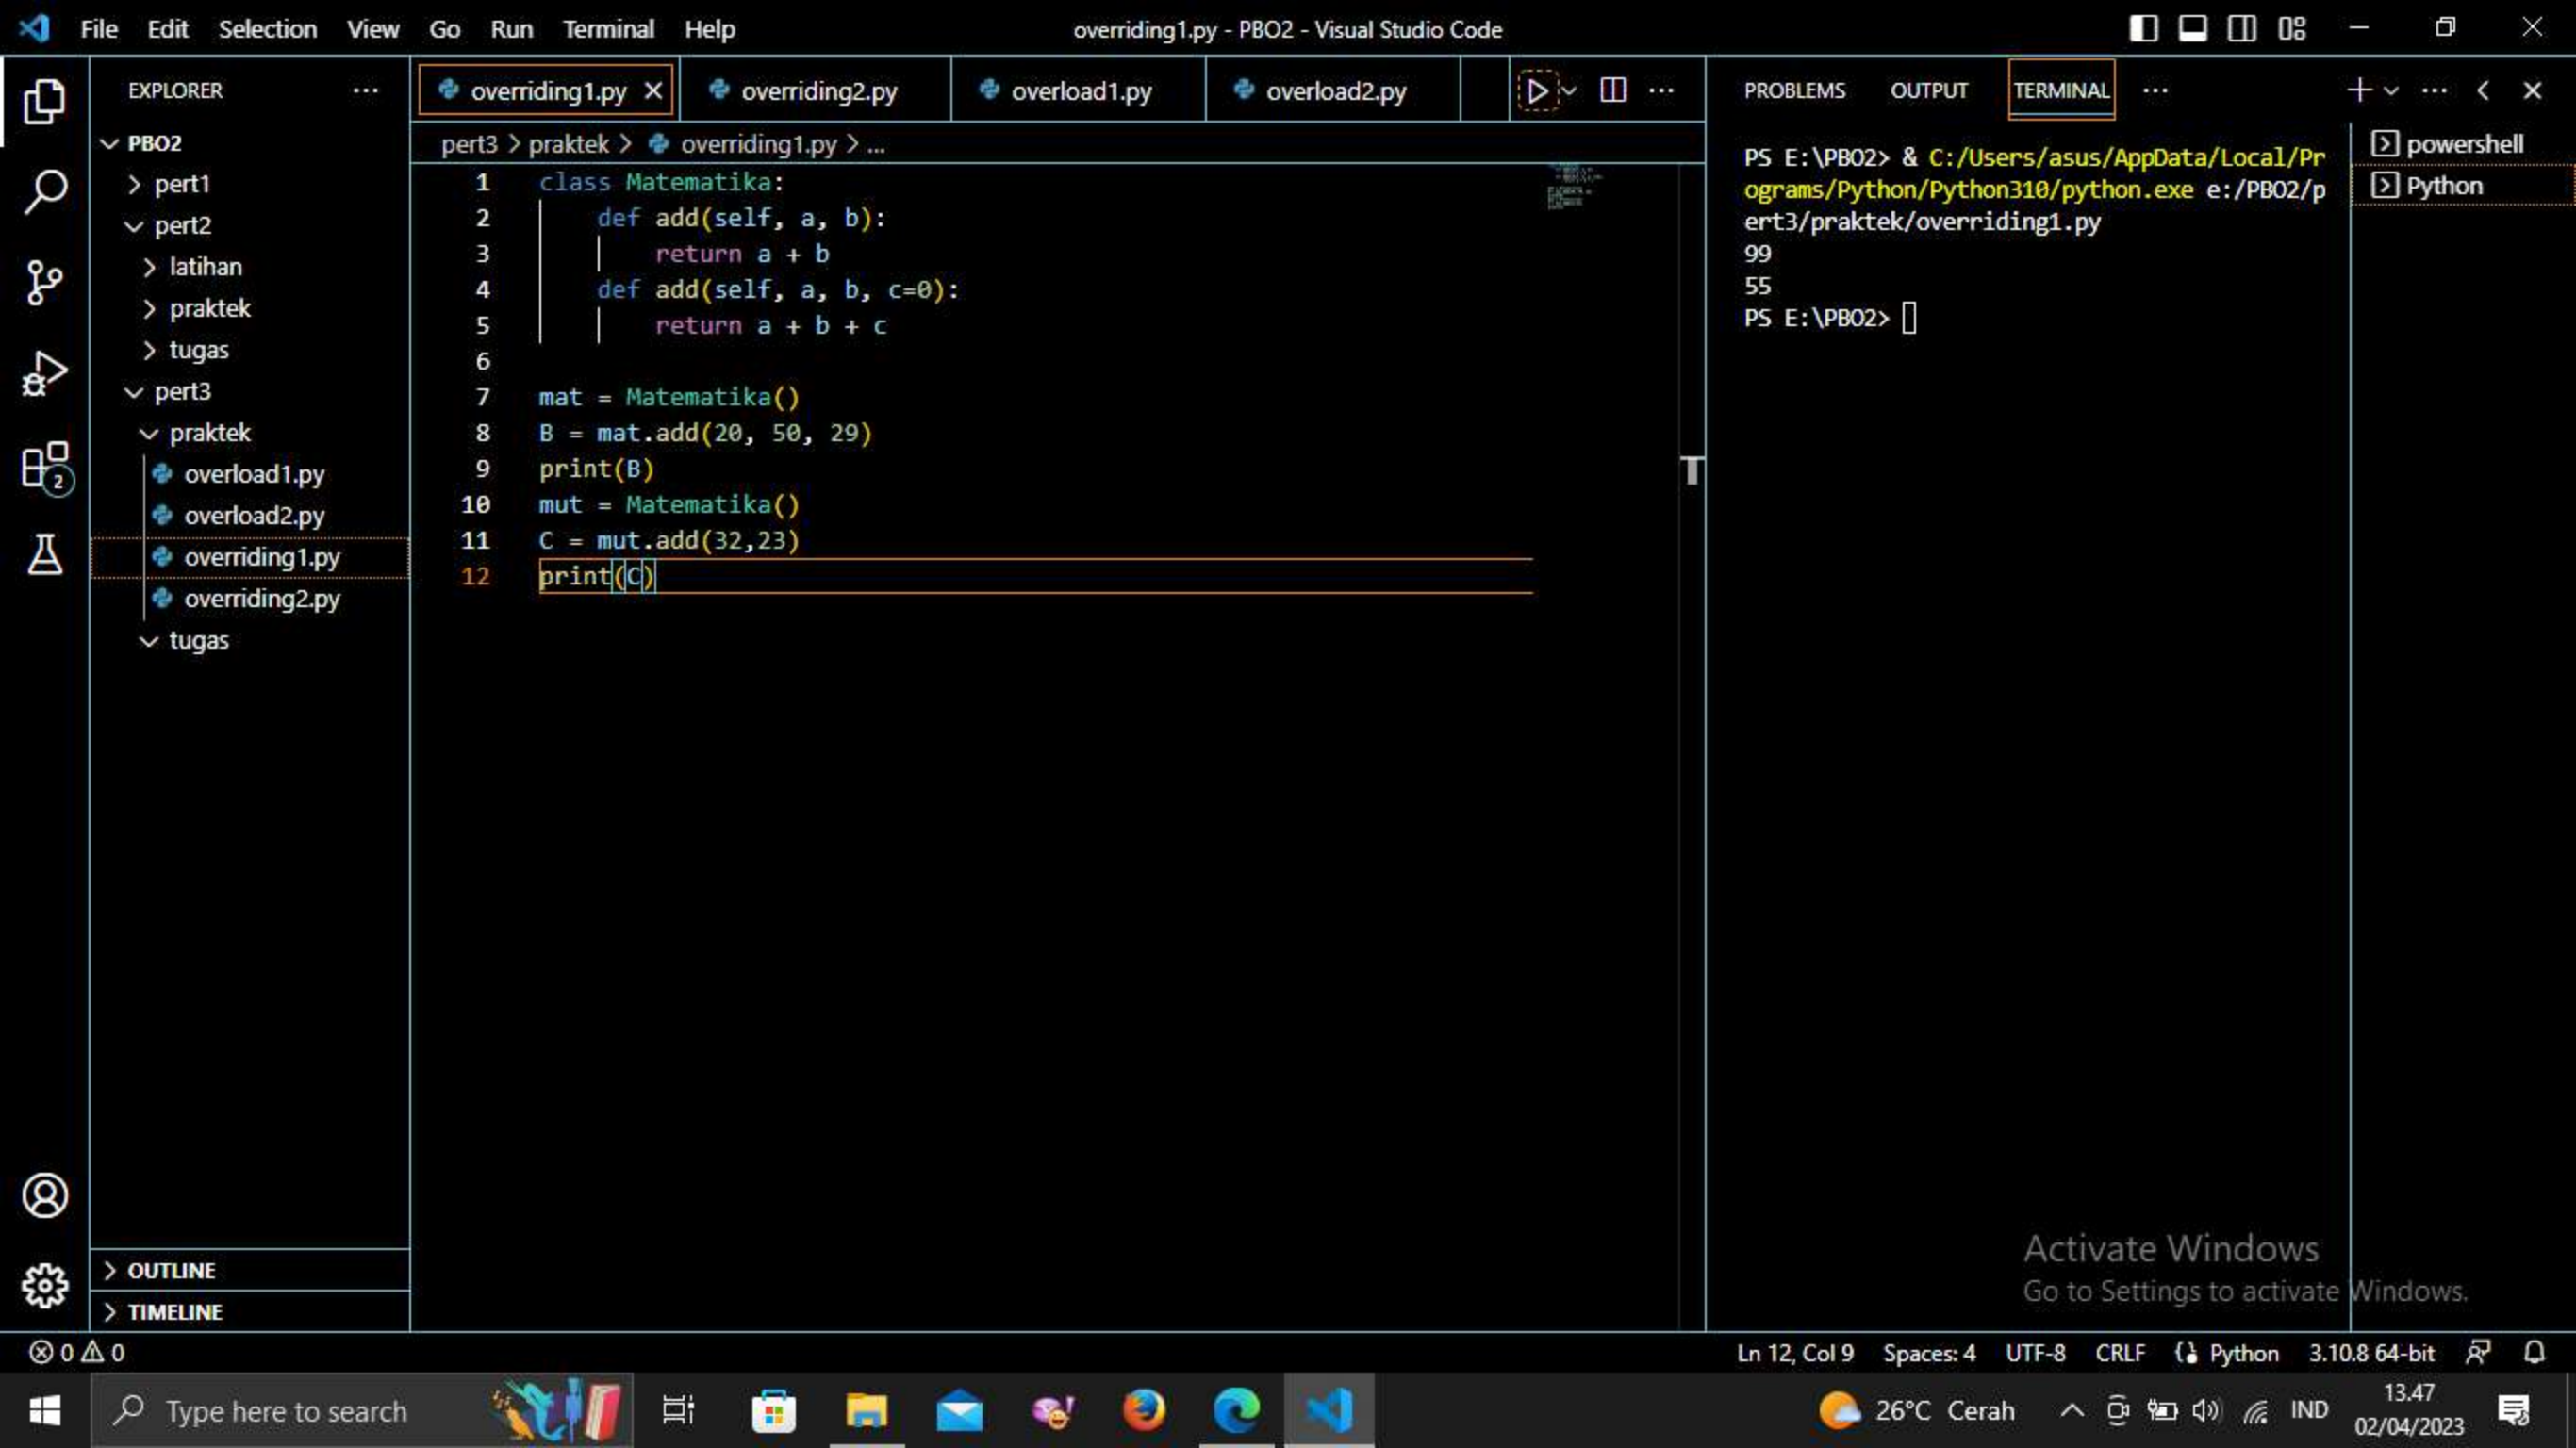 File Edit Selection View Go Run Terminal Help
overriding1.py - PBO2 - Visual Studio Code
EXPLORER
PBO2
pert1
pert2
latihan
praktek
tugas
pert3
praktek
overload1.py
overload2.py
overriding1.py
overriding2.py
tugas
OUTLINE
TIMELINE
2
overriding1.py overriding2.py overload1.py overload2.py
pert3 > praktek > overriding1.py > ...
1 class Matematika:
2 def add(self, a, b):
3 return a + b
4 def add(self, a, b, c=0):
5 return a + b + c
6
7 mat = Matematika()
8 B = mat.add(20, 50, 29)
9 print(B)
10 mut = Matematika()
11 C = mut.add(32,23)
12 print(C)
PROBLEMS OUTPUT TERMINAL
PS E:\PBO2> & C:/Users/asus/AppData/Local/Pr
ograms/Python/Python310/python.exe e:/PBO2/p
ert3/praktek/overriding1.py
99
55
PS E:\PBO2>
powershell
Python
Activate Windows
Go to Settings to activate Windows.
0 0
Ln 12, Col 9 Spaces: 4 UTF-8 CRLF Python 3.10.8 64-bit
Type here to search
26°C Cerah
IND
13.47
02/04/2023